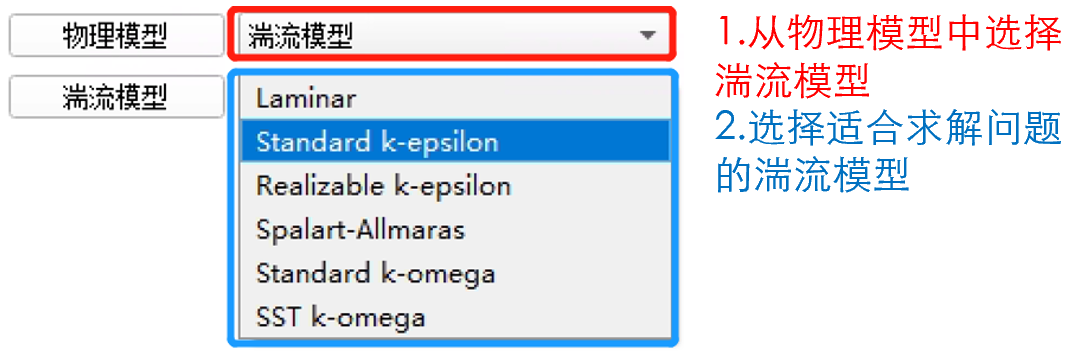 物理模型
湍流模型
湍流模型
Laminar
Standard k-epsilon
Realizable k-epsilon
Spalart-Allmaras
Standard k-omega
SST k-omega
1.从物理模型中选择
湍流模型
2.选择适合求解问题
的湍流模型